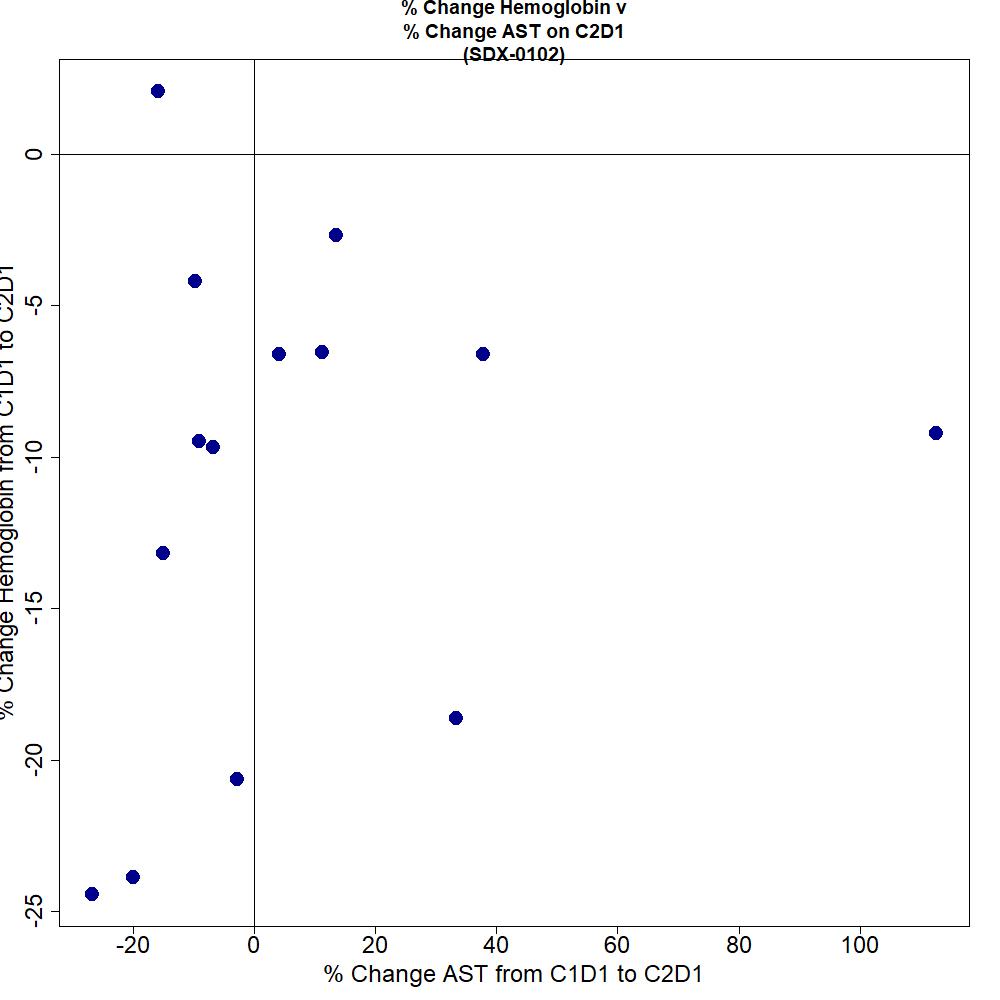 % Change Hemoglobin v
% Change AST on C2D1
(SDX-0102)
% Change Hemoglobin from C1D1 to C2D1
0
-5
-10
-15
-20
-25
-20
0
20
40
60
80
100
% Change AST from C1D1 to C2D1